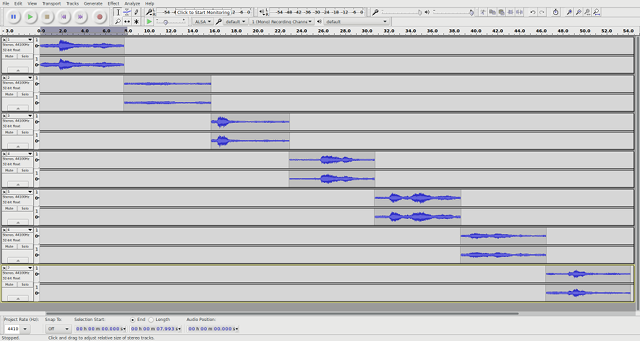 File Edit View Transport Tracks Generate Effect Analyze Help
-54 Click to Start Monitoring -6 0
-54 -48 -42 -36 -30 -24 -18 -12 -6 0
ALSA default 1 (Mono) Recording Channel default
0.0 2.0 4.0 6.0 8.0 10.0 12.0 14.0 16.0 18.0 20.0 22.0 24.0 26.0 28.0 30.0 32.0 34.0 36.0 38.0 40.0 42.0 44.0 46.0 48.0 50.0 52.0 54.0
Stereo, 44100Hz
32-bit float
Mute Solo
Stereo, 44100Hz
32-bit float
Mute Solo
Stereo, 44100Hz
32-bit float
Mute Solo
Stereo, 44100Hz
32-bit float
Mute Solo
Stereo, 44100Hz
32-bit float
Mute Solo
Stereo, 44100Hz
32-bit float
Mute Solo
Stereo, 44100Hz
32-bit float
Mute Solo
Project Rate (Hz): Snap To: Selection Start: End Length Audio Position:
4410 Off 00 h 00 m 00.000 s 00 h 00 m 07.993 s 00 h 00 m 00.000 s
Stopped. Click and drag to adjust relative size of stereo tracks.